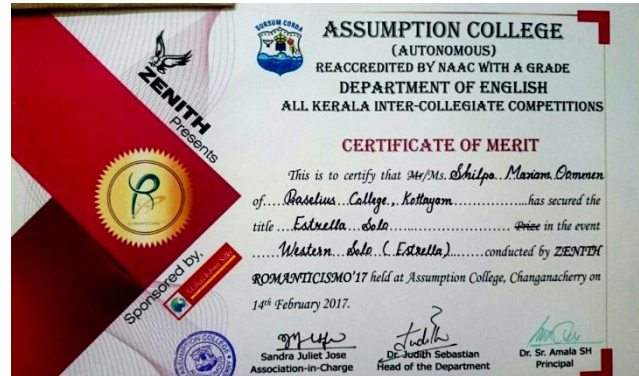 SURSUM CORDA
ASSUMPTION COLLEGE
(AUTONOMOUS)
REACCREDITED BY NAAC WITH A GRADE
DEPARTMENT OF ENGLISH
ALL KERALA INTER-COLLEGIATE COMPETITIONS
ZENITH
Presents
CERTIFICATE OF MERIT
This is to certify that Mr/Ms. Shilpa Mariam Oommen
of Baselius College, Kottayam has secured the
title Estrella Solo Prize in the event
Western Solo (Estrella) conducted by ZENITH
ROMANTICISMO'17 held at Assumption College, Changanacherry on
14th February 2017.
Sponsored by.
ASSUMPTION COLLEGE
Judith
Sandra Juliet Jose
Association-in-Charge
Dr. Judith Sebastian
Head of the Department
Dr. Sr. Amala SH
Principal